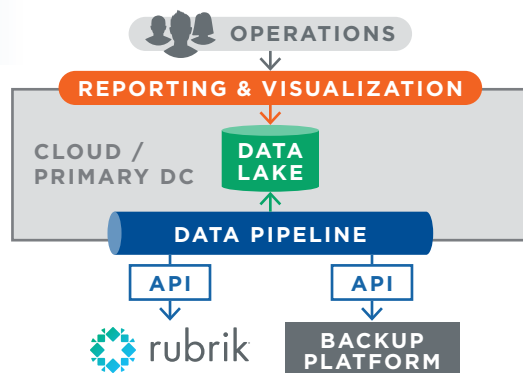 OPERATIONS
REPORTING & VISUALIZATION
CLOUD /
PRIMARY DC
DATA
LAKE
DATA PIPELINE
API
API
rubrik
BACKUP
PLATFORM